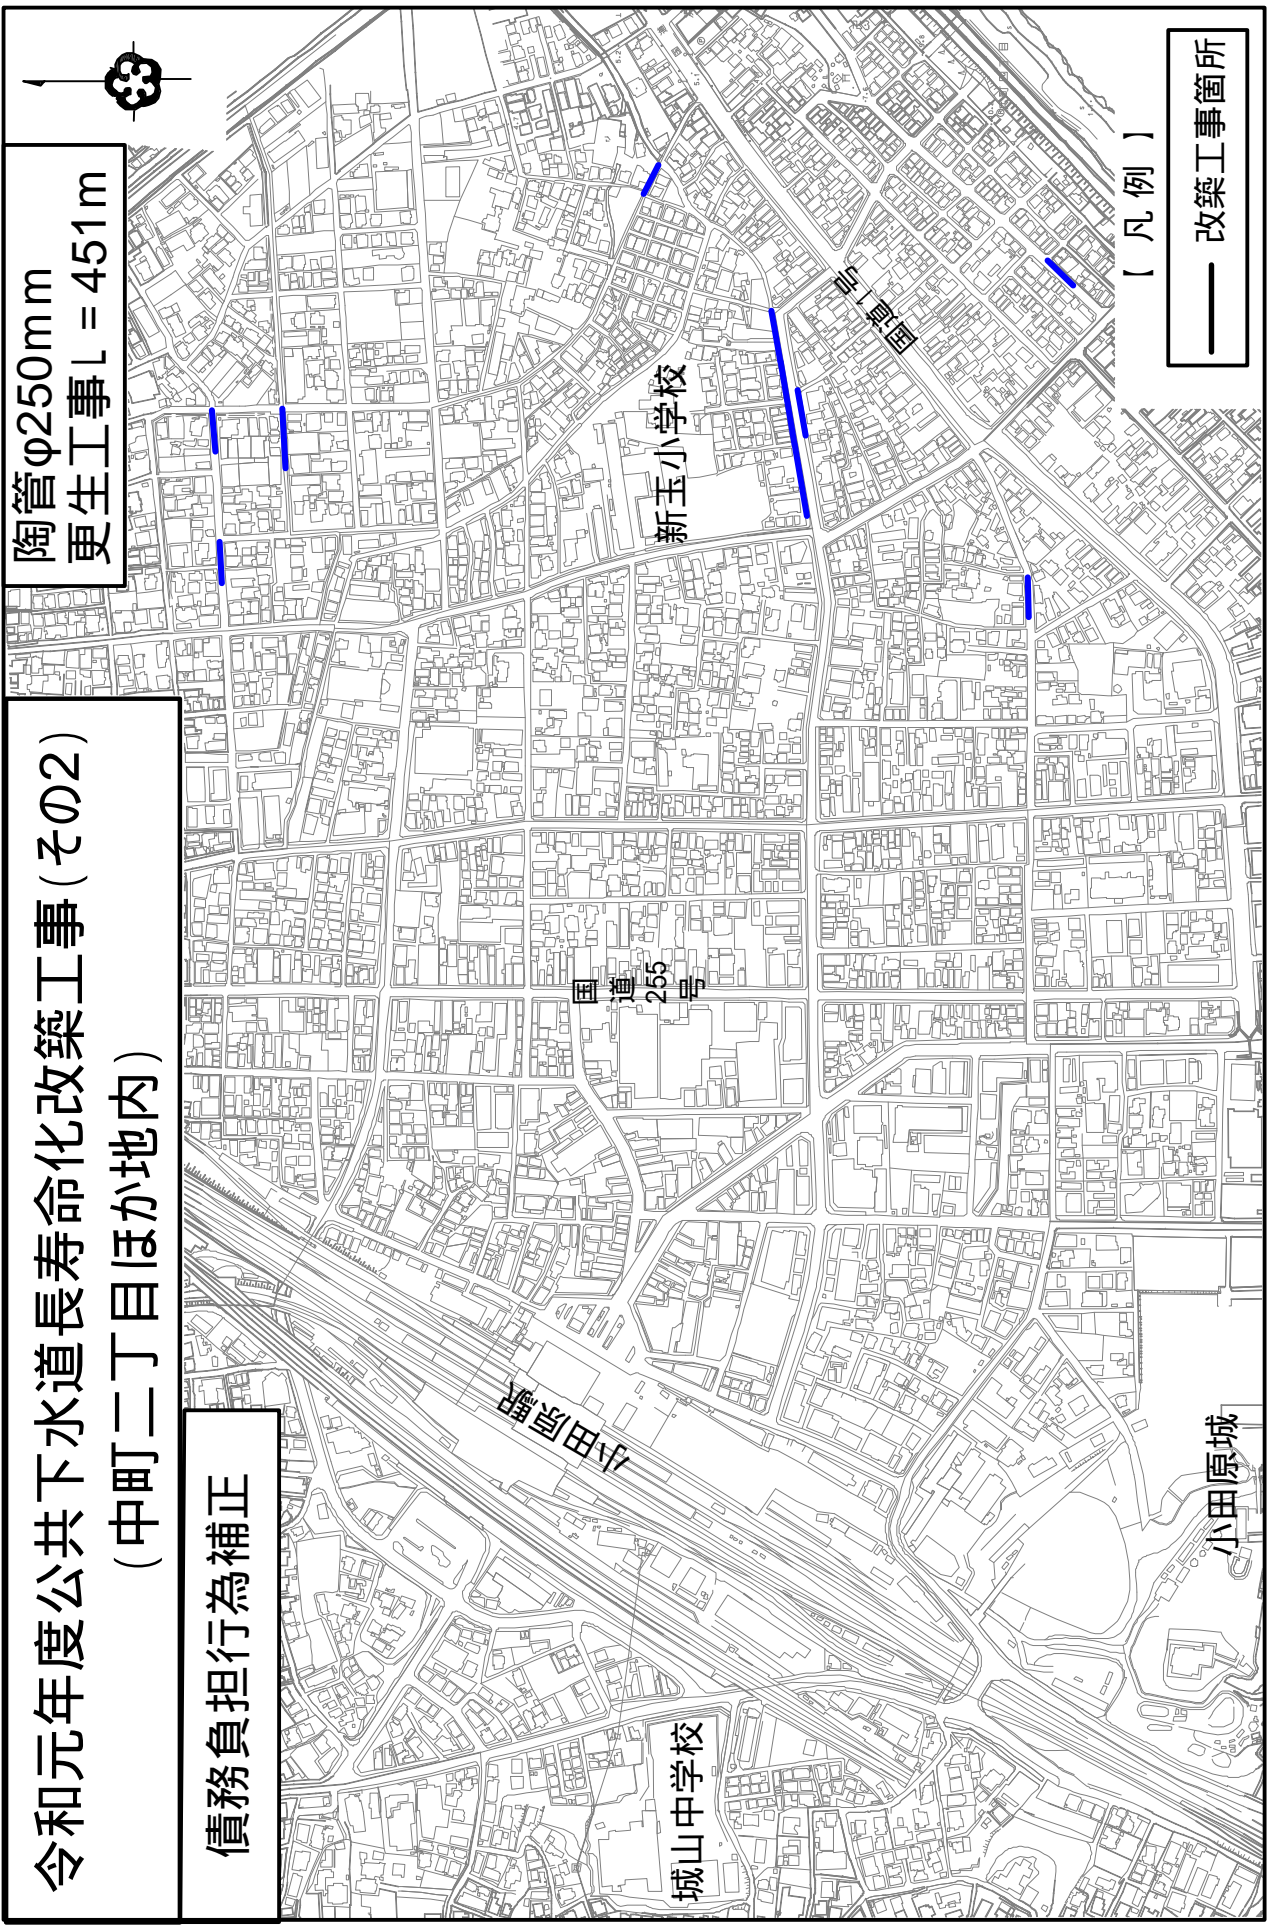 令和元年度公共下水道長寿命化改築工事(その2)
(中町二丁目ほか地内)
債務負担行為補正
陶管φ250mm
更生工事L=451m
小田原駅
国道255号
新玉小学校
国道1号
城山中学校
小田原城
【 凡 例 】
改築工事箇所